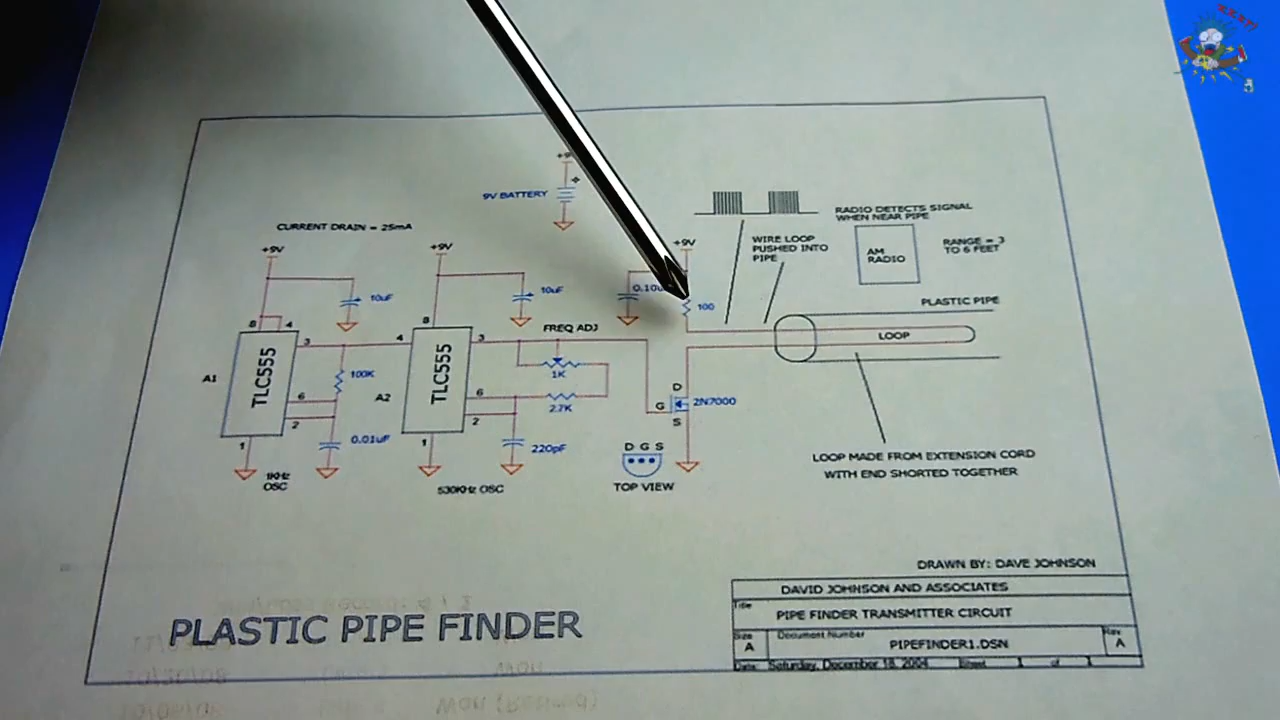 +9V
9V BATTERY
CURRENT DRAIN = 25mA
+9V
10uF
8
4
3
TLC555
A1
100K
6
2
0.01uF
1
1KHz
OSC
+9V
10uF
8
4
3
TLC555
A2
6
2
1
530KHz OSC
FREQ ADJ
1K
2.7K
220pF
+9V
100
D
G
S
2N7000
D G S
TOP VIEW
WIRE LOOP
PUSHED INTO
PIPE
RADIO DETECTS SIGNAL
WHEN NEAR PIPE
AM
RADIO
RANGE = 3
TO 6 FEET
PLASTIC PIPE
LOOP
LOOP MADE FROM EXTENSION CORD
WITH END SHORTED TOGETHER
DRAWN BY: DAVE JOHNSON
DAVID JOHNSON AND ASSOCIATES
Title
PIPE FINDER TRANSMITTER CIRCUIT
Size
A
Document Number
PIPEFINDER1.DSN
Rev
A
Date: Saturday, December 18, 2004 Sheet 1 of 1
PLASTIC PIPE FINDER